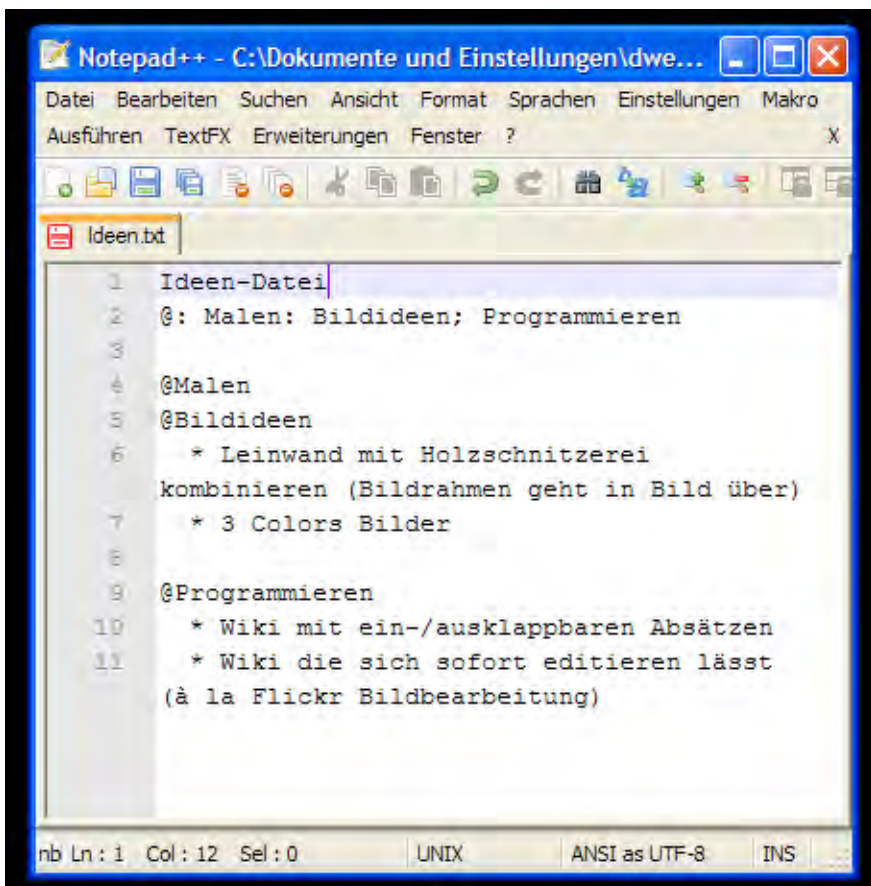 Notepad++ - C:\Dokumente und Einstellungen\dwe...
Datei Bearbeiten Suchen Ansicht Format Sprachen Einstellungen Makro
Ausführen TextFX Erweiterungen Fenster ? X
Ideen.txt
1 Ideen-Datei
2 @: Malen: Bildideen; Programmieren
3
4 @Malen
5 @Bildideen
6 * Leinwand mit Holzschnitzerei
kombinieren (Bildrahmen geht in Bild über)
7 * 3 Colors Bilder
8
9 @Programmieren
10 * Wiki mit ein-/ausklappbaren Absätzen
11 * Wiki die sich sofort editieren lässt
(à la Flickr Bildbearbeitung)
nb Ln : 1 Col : 12 Sel : 0 UNIX ANSI as UTF-8 INS